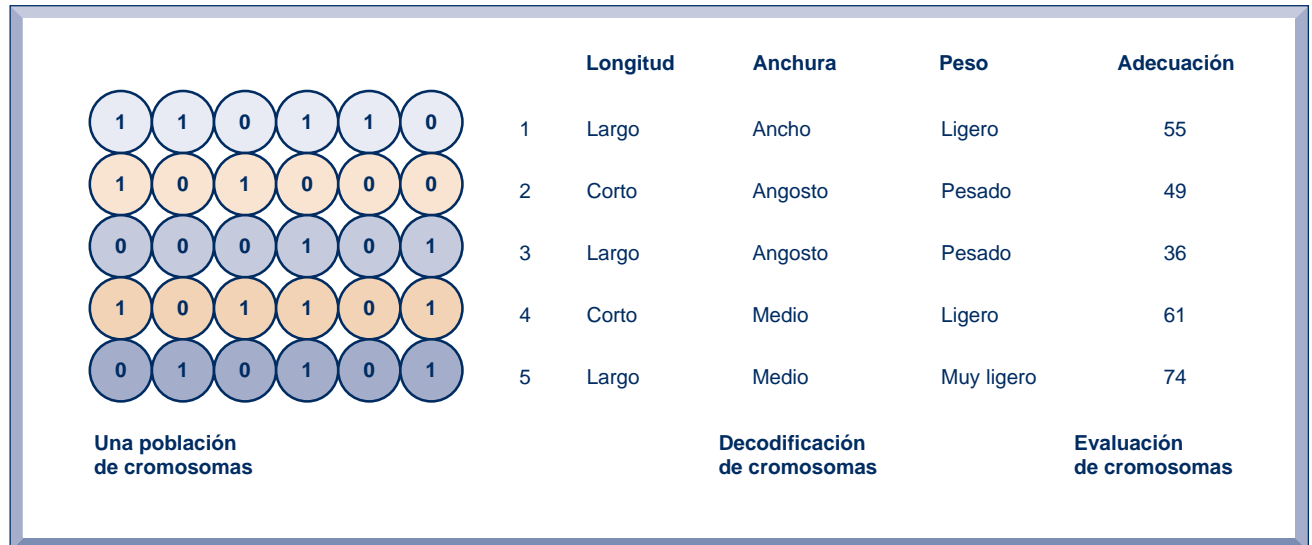 Longitud Anchura Peso Adecuación
1 1 0 1 1 0 1 Largo Ancho Ligero 55
1 0 1 0 0 0 2 Corto Angosto Pesado 49
0 0 0 1 0 1 3 Largo Angosto Pesado 36
1 0 1 1 0 1 4 Corto Medio Ligero 61
0 1 0 1 0 1 5 Largo Medio Muy ligero 74
Una población
de cromosomas
Decodificación
de cromosomas
Evaluación
de cromosomas